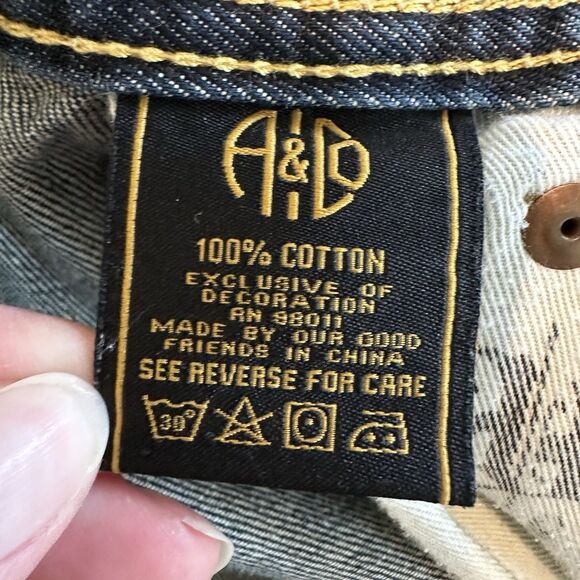 A&Co
100% COTTON
EXCLUSIVE OF
DECORATION
RN 98011
MADE BY OUR GOOD
FRIENDS IN CHINA
SEE REVERSE FOR CARE
30°